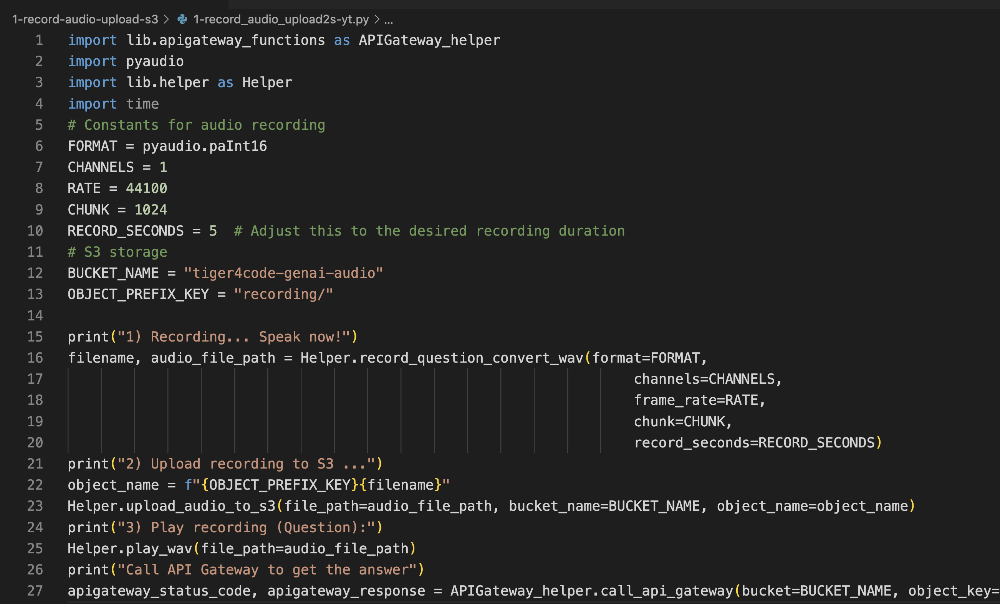 1-record-audio-upload-s3 > 1-record_audio_upload2s-yt.py > ...
1 import lib.apigateway_functions as APIGateway_helper
2 import pyaudio
3 import lib.helper as Helper
4 import time
5 # Constants for audio recording
6 FORMAT = pyaudio.paInt16
7 CHANNELS = 1
8 RATE = 44100
9 CHUNK = 1024
10 RECORD_SECONDS = 5  # Adjust this to the desired recording duration
11 # S3 storage
12 BUCKET_NAME = "tiger4code-genai-audio"
13 OBJECT_PREFIX_KEY = "recording/"
14
15 print("1) Recording... Speak now!")
16 filename, audio_file_path = Helper.record_question_convert_wav(format=FORMAT,
17 channels=CHANNELS,
18 frame_rate=RATE,
19 chunk=CHUNK,
20 record_seconds=RECORD_SECONDS)
21 print("2) Upload recording to S3 ...")
22 object_name = f"{OBJECT_PREFIX_KEY}{filename}"
23 Helper.upload_audio_to_s3(file_path=audio_file_path, bucket_name=BUCKET_NAME, object_name=object_name)
24 print("3) Play recording (Question):")
25 Helper.play_wav(file_path=audio_file_path)
26 print("Call API Gateway to get the answer")
27 apigateway_status_code, apigateway_response = APIGateway_helper.call_api_gateway(bucket=BUCKET_NAME, object_key=